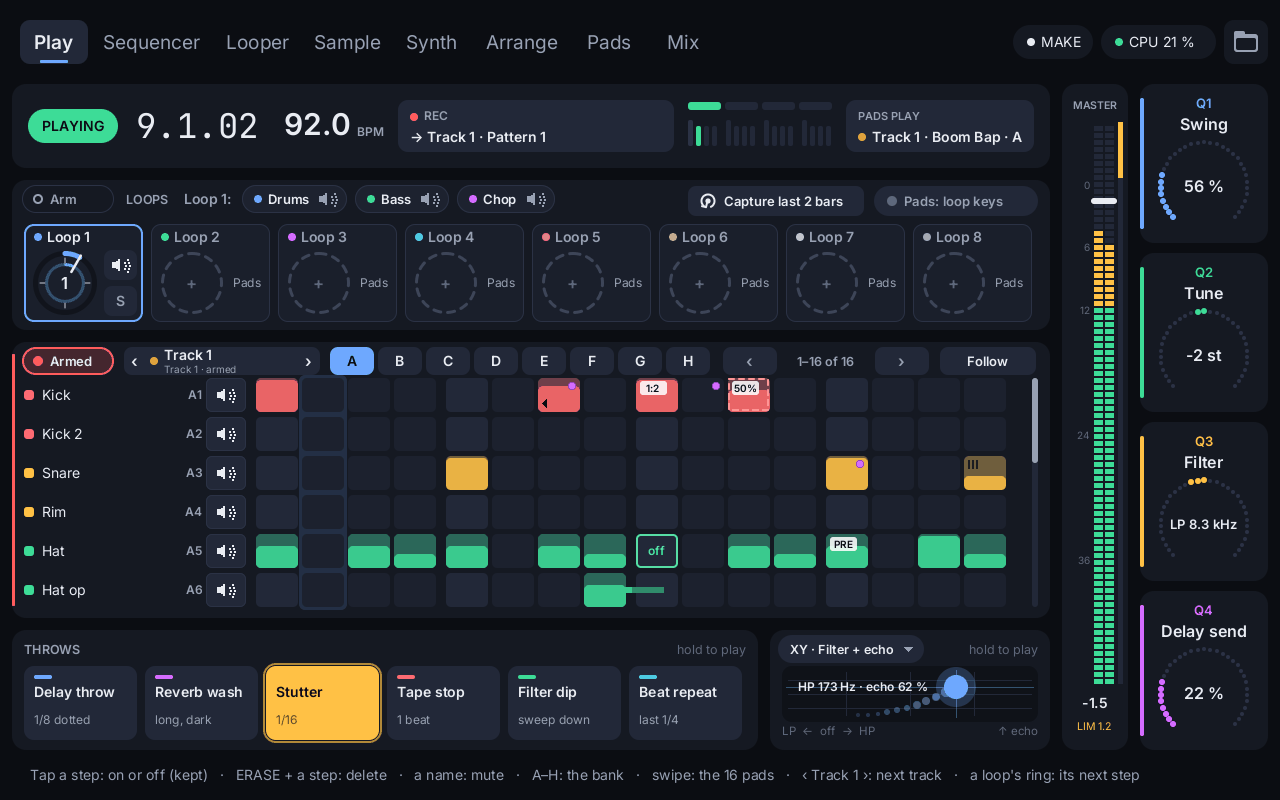 Play Sequencer Looper Sample Synth Arrange Pads Mix MAKE CPU 21 %
PLAYING 9.1.02 92.0 BPM
REC
→ Track 1 · Pattern 1
PADS PLAY
Track 1 · Boom Bap · A
Arm LOOPS Loop 1: Drums Bass Chop Capture last 2 bars Pads: loop keys
Loop 1 Loop 2 Loop 3 Loop 4 Loop 5 Loop 6 Loop 7 Loop 8
1 S + Pads + Pads + Pads + Pads + Pads + Pads + Pads
Armed ‹ Track 1 › A B C D E F G H ‹ 1–16 of 16 › Follow
Track 1 · armed
Kick A1 1:2 50%
Kick 2 A2
Snare A3
Rim A4
Hat A5 off PRE
Hat op A6
THROWS hold to play
Delay throw
1/8 dotted
Reverb wash
long, dark
Stutter
1/16
Tape stop
1 beat
Filter dip
sweep down
Beat repeat
last 1/4
XY · Filter + echo hold to play
HP 173 Hz · echo 62 %
LP ← off → HP ↑ echo
MASTER
0
6
12
24
36
-1.5
LIM 1.2
Q1
Swing
56 %
Q2
Tune
-2 st
Q3
Filter
LP 8.3 kHz
Q4
Delay send
22 %
Tap a step: on or off (kept) · ERASE + a step: delete · a name: mute · A–H: the bank · swipe: the 16 pads · ‹ Track 1 ›: next track · a loop's ring: its next step